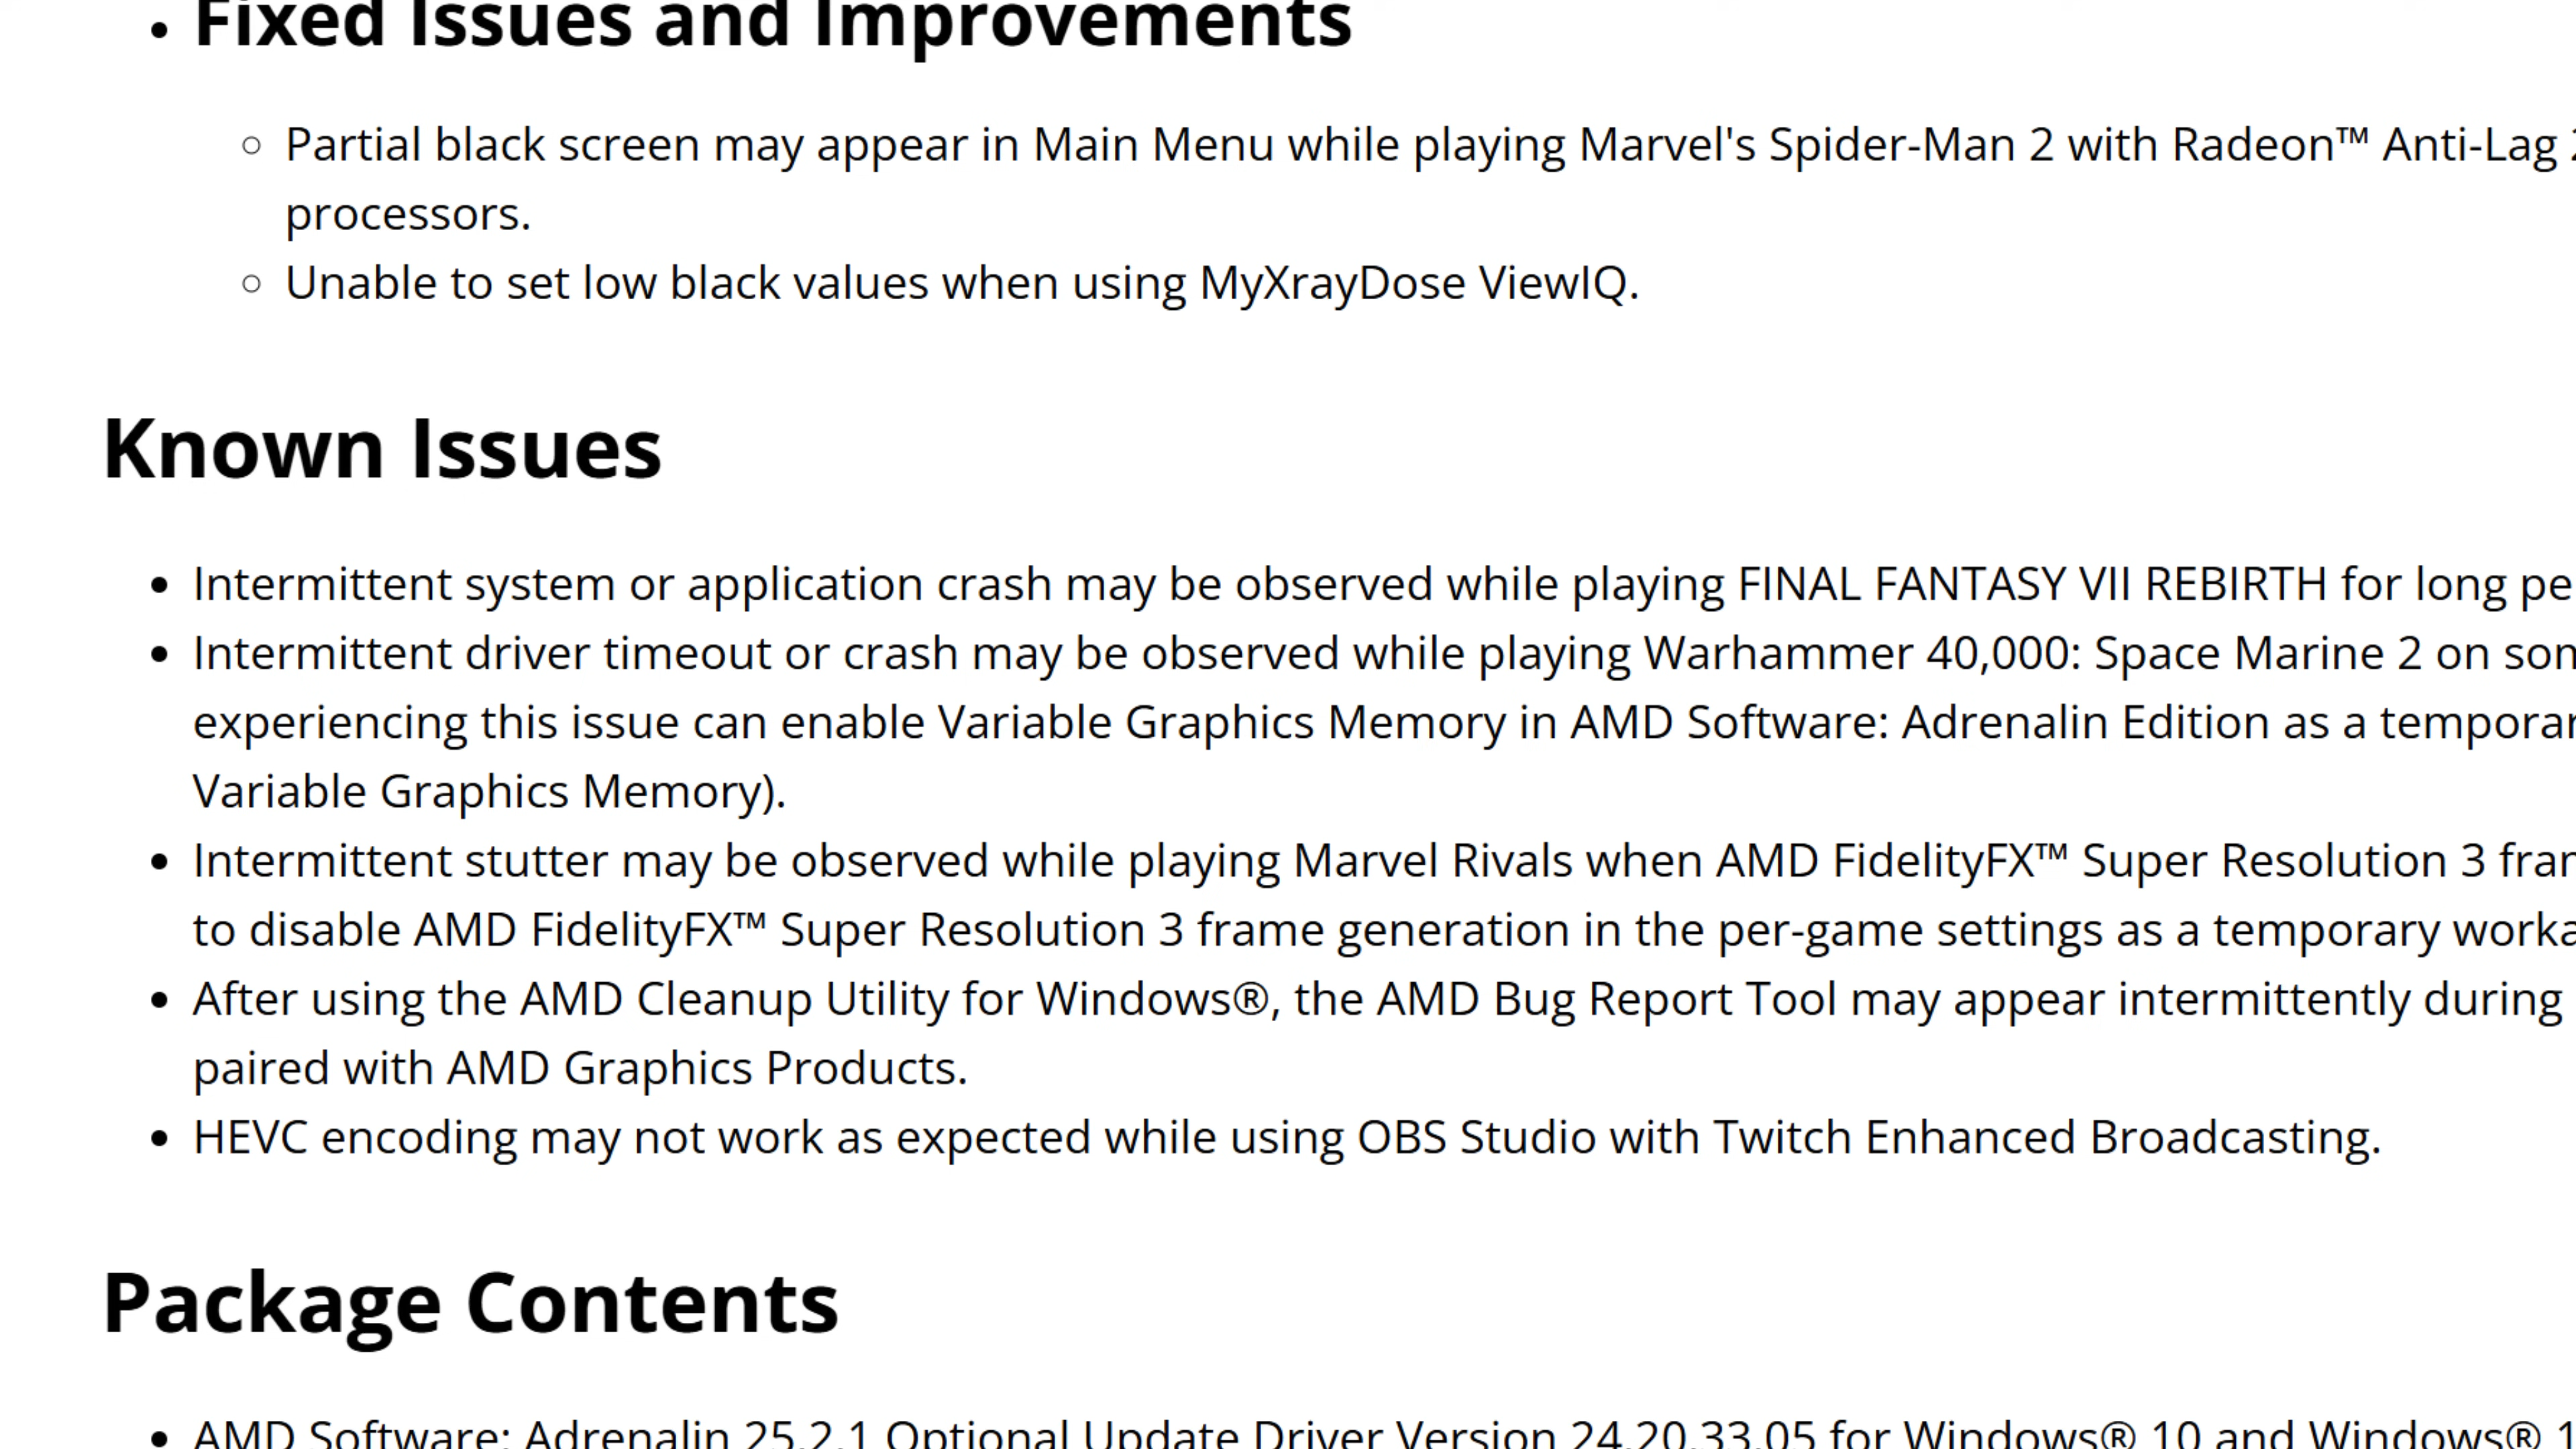 Fixed Issues and Improvements
Partial black screen may appear in Main Menu while playing Marvel's Spider-Man 2 with Radeon™ Anti-Lag
processors.
Unable to set low black values when using MyXrayDose ViewIQ.
Known Issues
Intermittent system or application crash may be observed while playing FINAL FANTASY VII REBIRTH for long pe
Intermittent driver timeout or crash may be observed while playing Warhammer 40,000: Space Marine 2 on som
experiencing this issue can enable Variable Graphics Memory in AMD Software: Adrenalin Edition as a temporar
Variable Graphics Memory).
Intermittent stutter may be observed while playing Marvel Rivals when AMD FidelityFX™ Super Resolution 3 fram
to disable AMD FidelityFX™ Super Resolution 3 frame generation in the per-game settings as a temporary worka
After using the AMD Cleanup Utility for Windows®, the AMD Bug Report Tool may appear intermittently during
paired with AMD Graphics Products.
HEVC encoding may not work as expected while using OBS Studio with Twitch Enhanced Broadcasting.
Package Contents
AMD Software: Adrenalin 25.2.1 Optional Update Driver Version 24.20.33.05 for Windows® 10 and Windows®